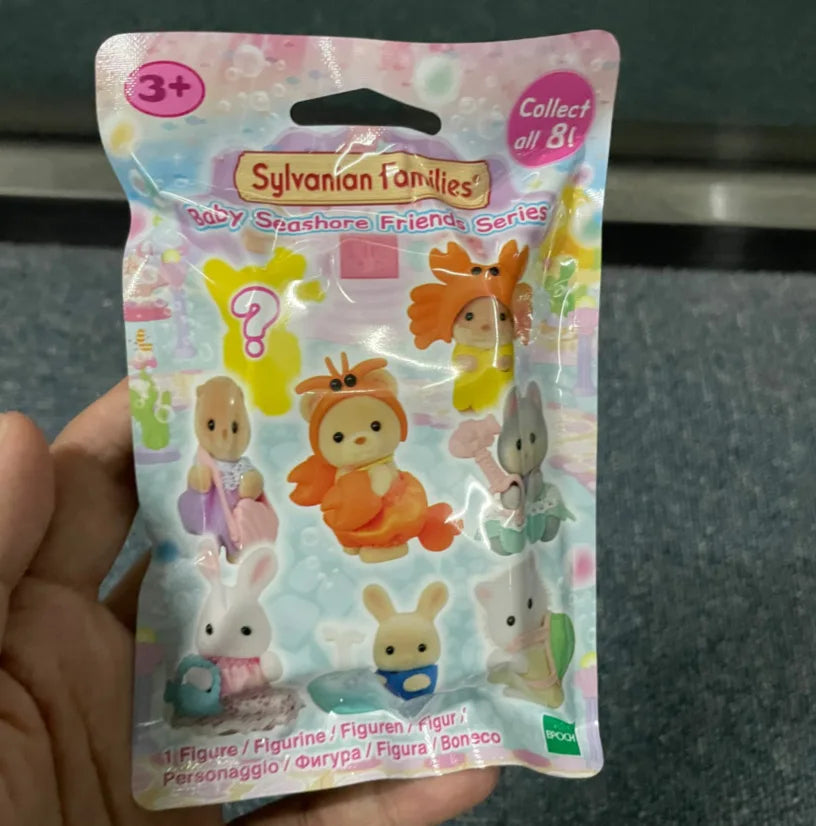 3+
Collect
all 8!
Sylvanian Families
Baby Seashore Friends Series
?
1 Figure / Figurine / Figuren / Figur /
Personaggio / Фигура / Figura / Boneco
EPOCH